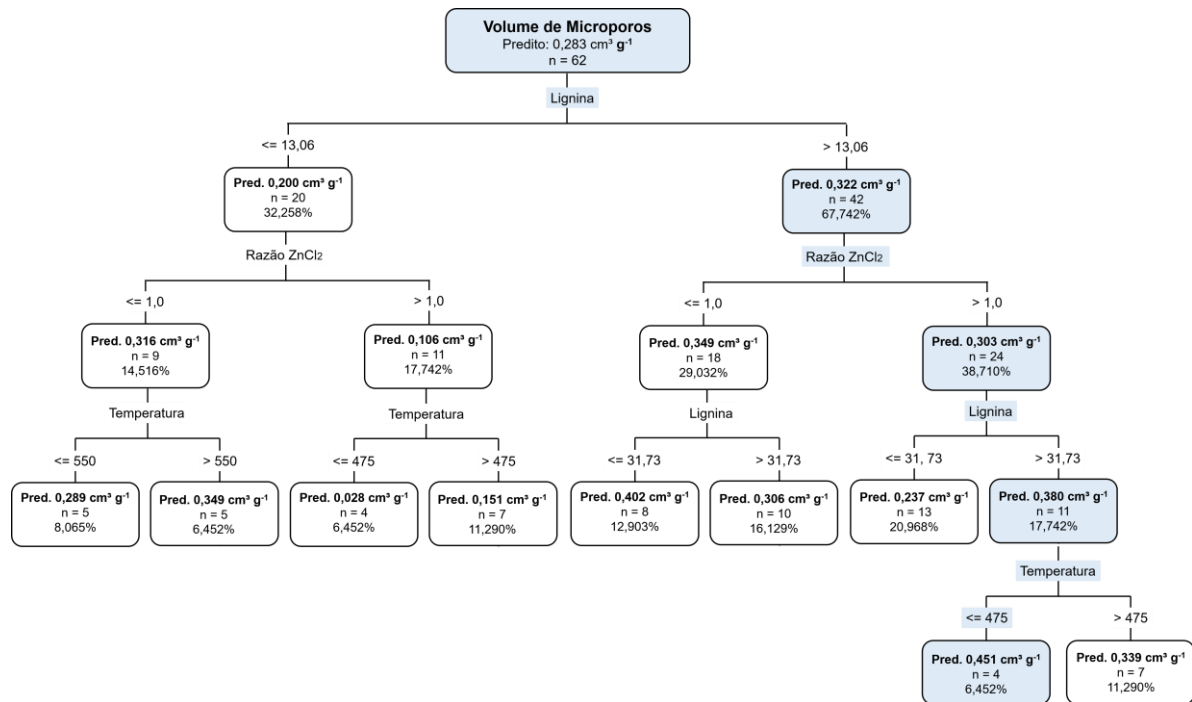 Volume de Microporos
Predito: 0,283 cm³ g⁻¹
n = 62
Lignina
<= 13,06
> 13,06
Pred. 0,200 cm³ g⁻¹
n = 20
32,258%
Pred. 0,322 cm³ g⁻¹
n = 42
67,742%
Razão ZnCl₂
Razão ZnCl₂
<= 1,0
> 1,0
<= 1,0
> 1,0
Pred. 0,316 cm³ g⁻¹
n = 9
14,516%
Pred. 0,106 cm³ g⁻¹
n = 11
17,742%
Pred. 0,349 cm³ g⁻¹
n = 18
29,032%
Pred. 0,303 cm³ g⁻¹
n = 24
38,710%
Temperatura
Temperatura
Lignina
Lignina
<= 550
> 550
<= 475
> 475
<= 31,73
> 31,73
<= 31, 73
> 31,73
Pred. 0,289 cm³ g⁻¹
n = 5
8,065%
Pred. 0,349 cm³ g⁻¹
n = 5
6,452%
Pred. 0,028 cm³ g⁻¹
n = 4
6,452%
Pred. 0,151 cm³ g⁻¹
n = 7
11,290%
Pred. 0,402 cm³ g⁻¹
n = 8
12,903%
Pred. 0,306 cm³ g⁻¹
n = 10
16,129%
Pred. 0,237 cm³ g⁻¹
n = 13
20,968%
Pred. 0,380 cm³ g⁻¹
n = 11
17,742%
Temperatura
<= 475
> 475
Pred. 0,451 cm³ g⁻¹
n = 4
6,452%
Pred. 0,339 cm³ g⁻¹
n = 7
11,290%